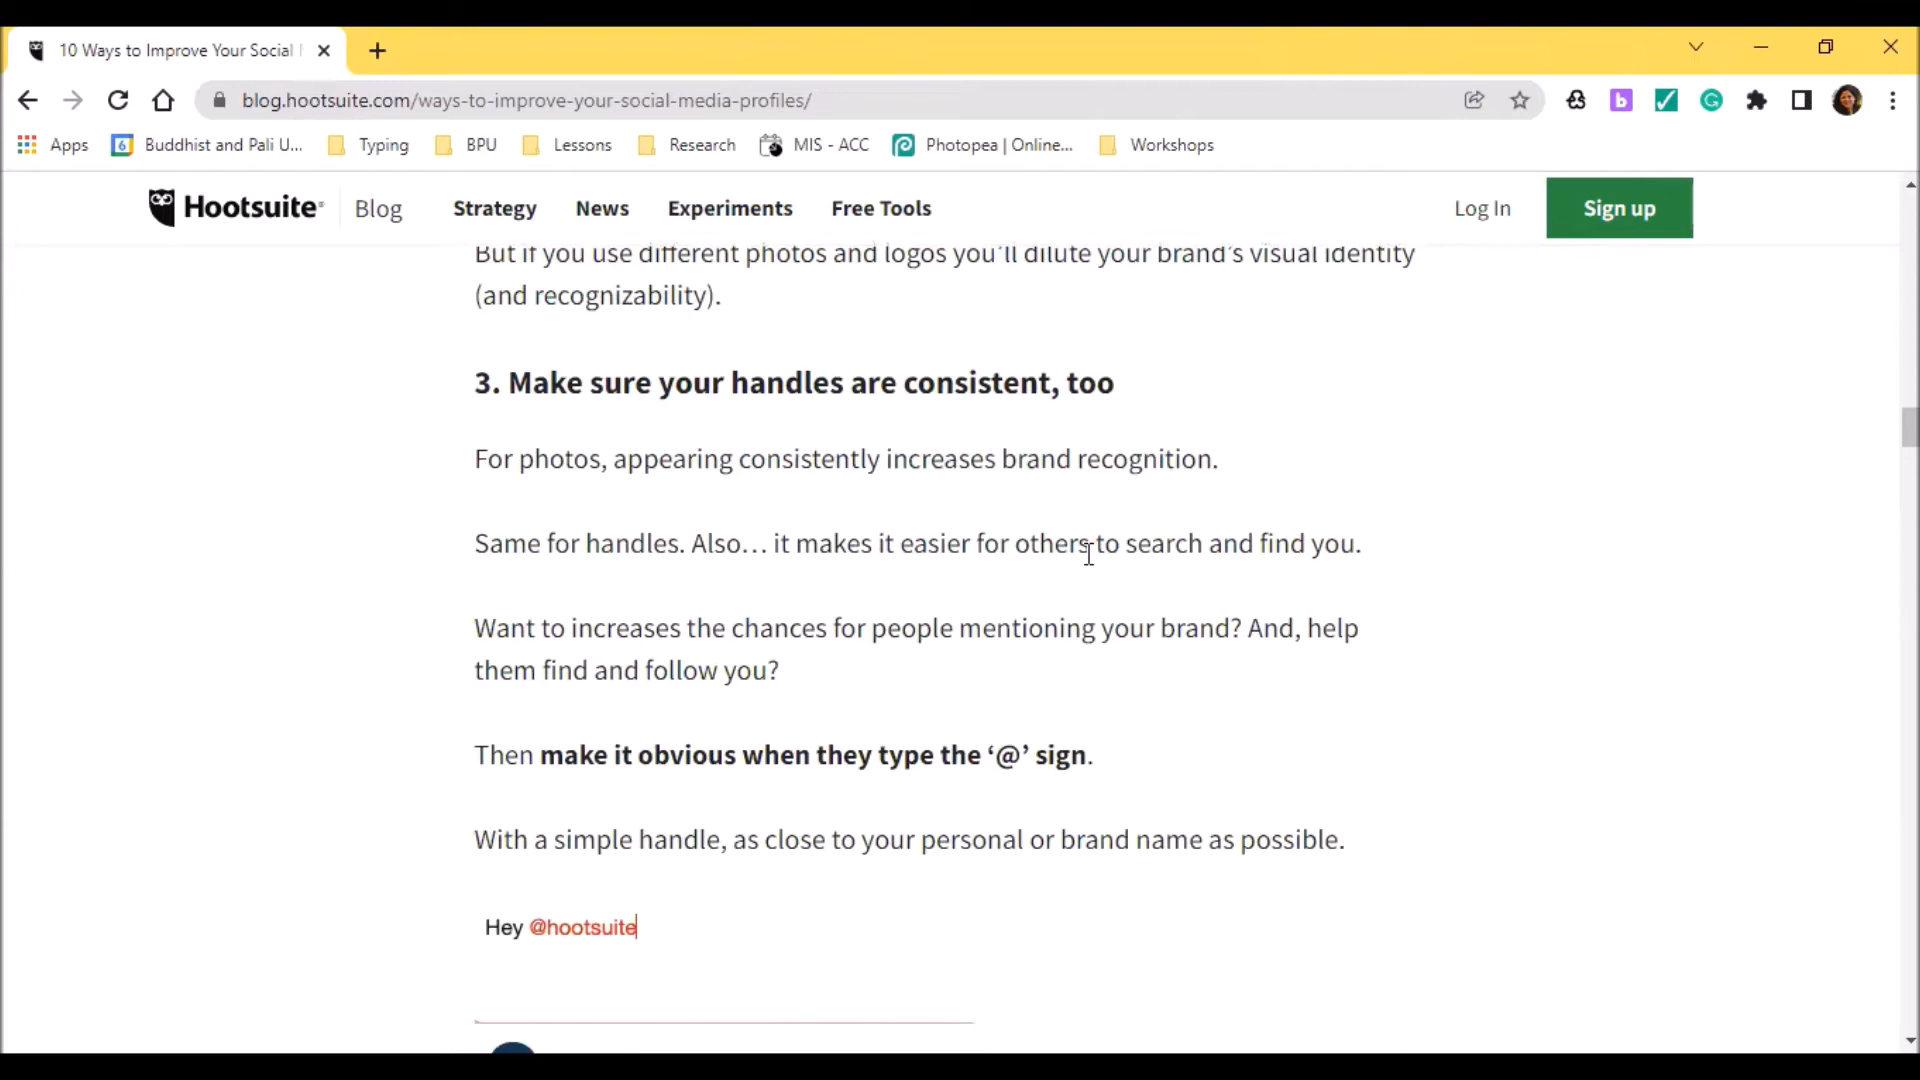 10 Ways to Improve Your Social
blog.hootsuite.com/ways-to-improve-your-social-media-profiles/
Apps
6
Buddhist and Pali U...
Typing
BPU
Lessons
Research
MIS - ACC
Photopea | Online...
Workshops
Hootsuite Blog Strategy News Experiments Free Tools Log In Sign up
But if you use different photos and logos you’ll dilute your brand’s visual identity
(and recognizability).
3. Make sure your handles are consistent, too
For photos, appearing consistently increases brand recognition.
Same for handles. Also… it makes it easier for others to search and find you.
Want to increases the chances for people mentioning your brand? And, help
them find and follow you?
Then make it obvious when they type the ‘@’ sign.
With a simple handle, as close to your personal or brand name as possible.
Hey @hootsuite